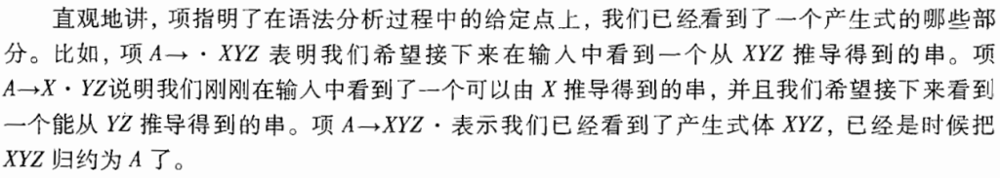 直观地讲，项指明了在语法分析过程中的给定点上，我们已经看到了一个产生式的哪些部
分。比如，项 A→ · XYZ 表明我们希望接下来在输入中看到一个从 XYZ 推导得到的串。项
A→X · YZ说明我们刚刚在输入中看到了一个可以由 X 推导得到的串，并且我们希望接下来看到
一个能从 YZ 推导得到的串。项 A→XYZ · 表示我们已经看到了产生式体 XYZ，已经是时候把
XYZ 归约为 A 了。